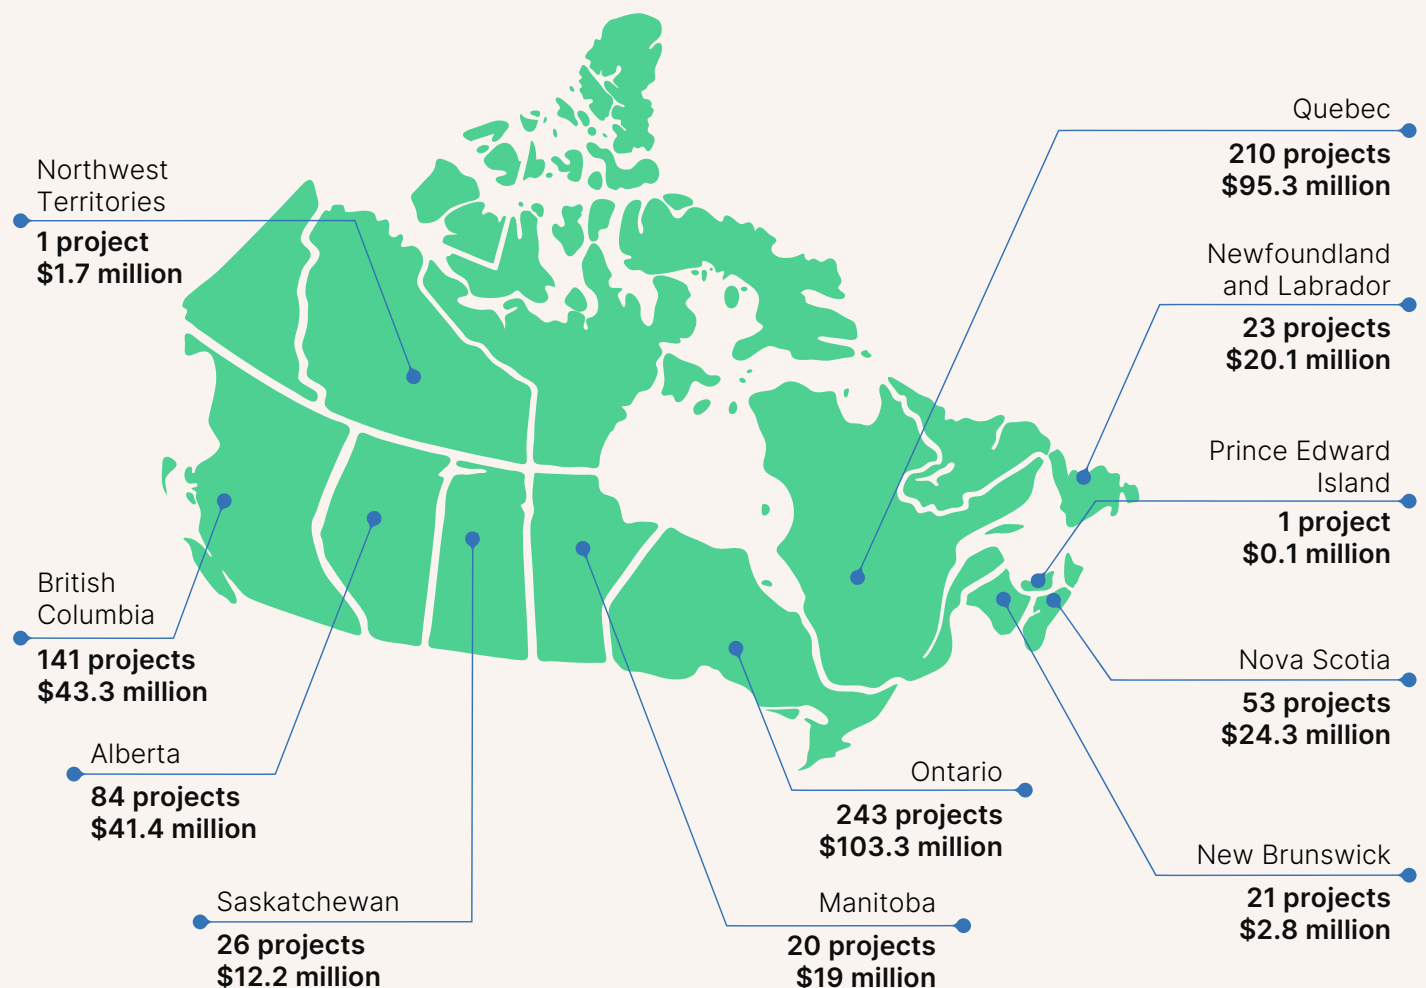 Northwest
Territories
1 project
$1.7 million
British
Columbia
141 projects
$43.3 million
Alberta
84 projects
$41.4 million
Saskatchewan
26 projects
$12.2 million
Manitoba
20 projects
$19 million
Ontario
243 projects
$103.3 million
Quebec
210 projects
$95.3 million
Newfoundland
and Labrador
23 projects
$20.1 million
Prince Edward
Island
1 project
$0.1 million
Nova Scotia
53 projects
$24.3 million
New Brunswick
21 projects
$2.8 million